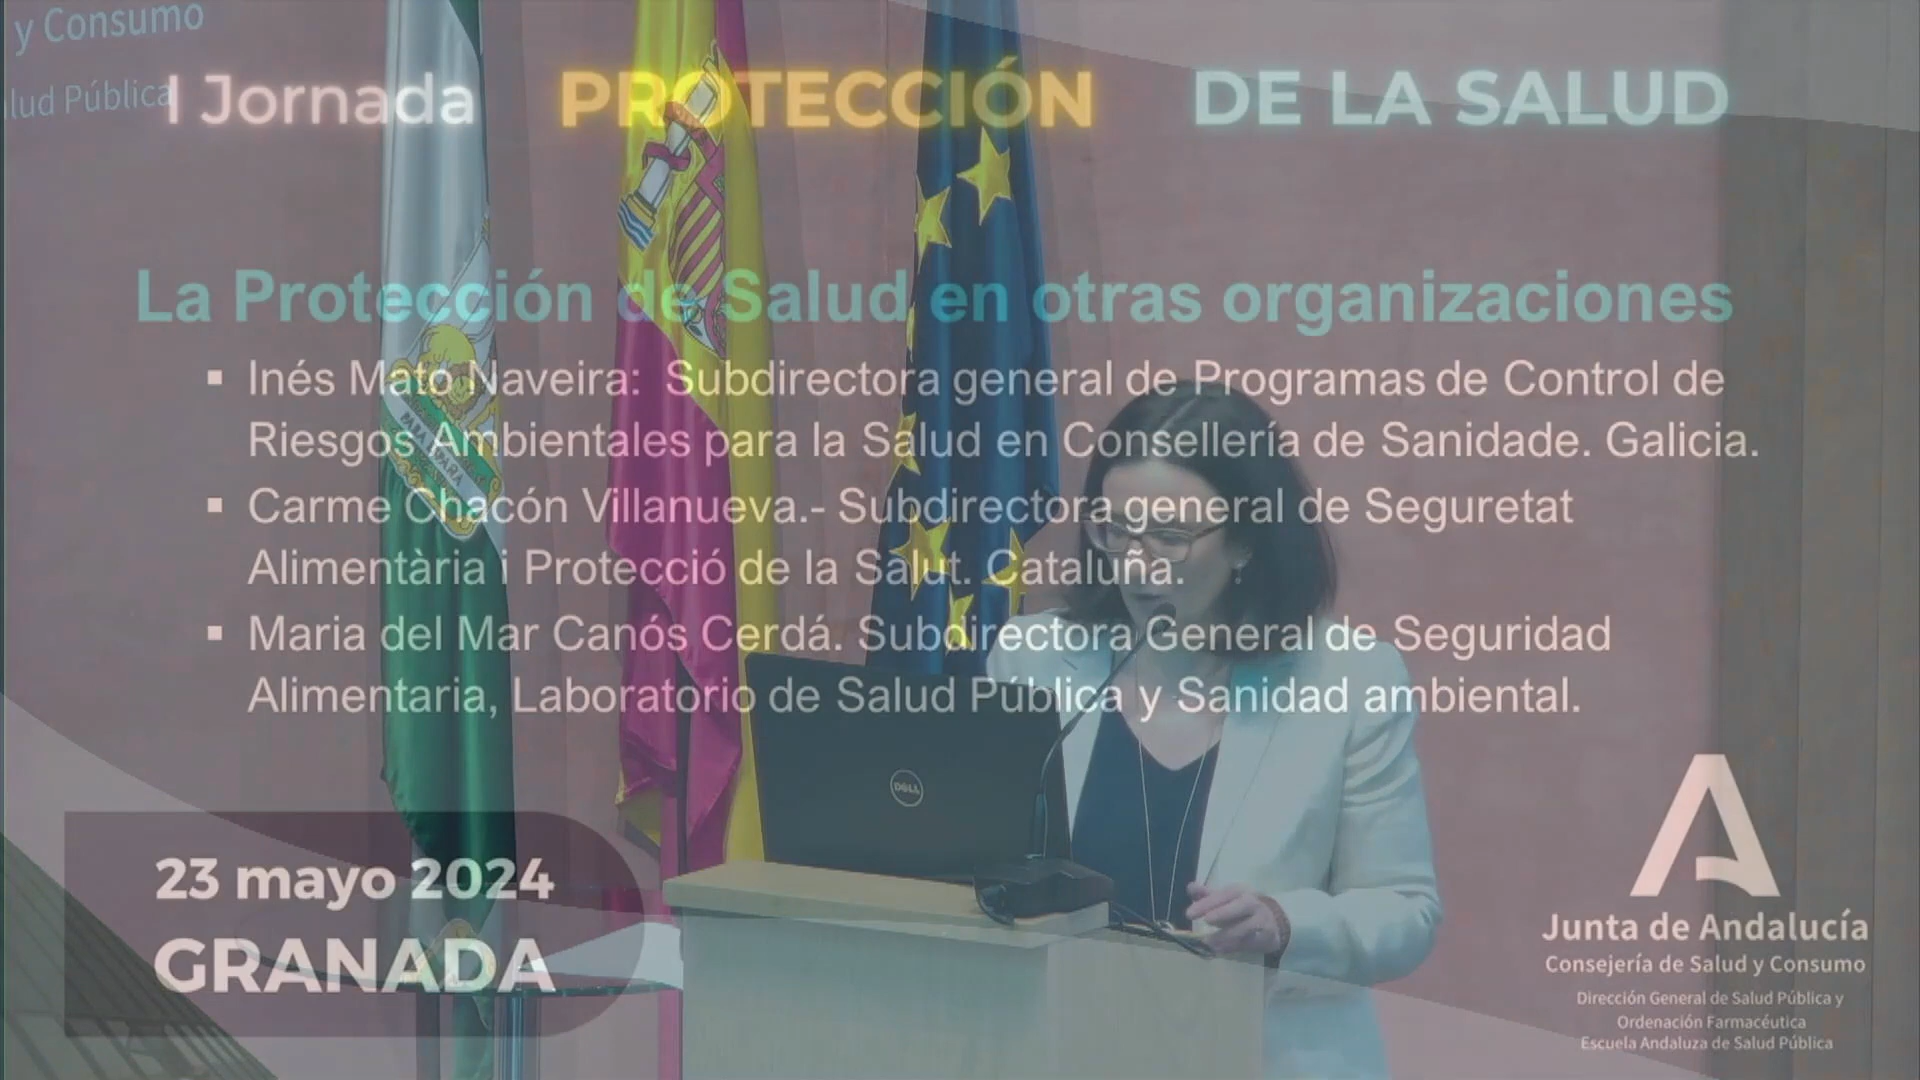 y Consumo
lud Pública
I Jornada PROTECCIÓN DE LA SALUD
La Protección de Salud en otras organizaciones
▪ Inés Mato Naveira: Subdirectora general de Programas de Control de
Riesgos Ambientales para la Salud en Consellería de Sanidade. Galicia.
▪ Carme Chacón Villanueva.- Subdirectora general de Seguretat
Alimentària i Protecció de la Salut. Cataluña.
▪ Maria del Mar Canós Cerdá. Subdirectora General de Seguridad
Alimentaria, Laboratorio de Salud Pública y Sanidad ambiental.
DELL
23 mayo 2024
GRANADA
Junta de Andalucía
Consejería de Salud y Consumo
Dirección General de Salud Pública y
Ordenación Farmacéutica
Escuela Andaluza de Salud Pública